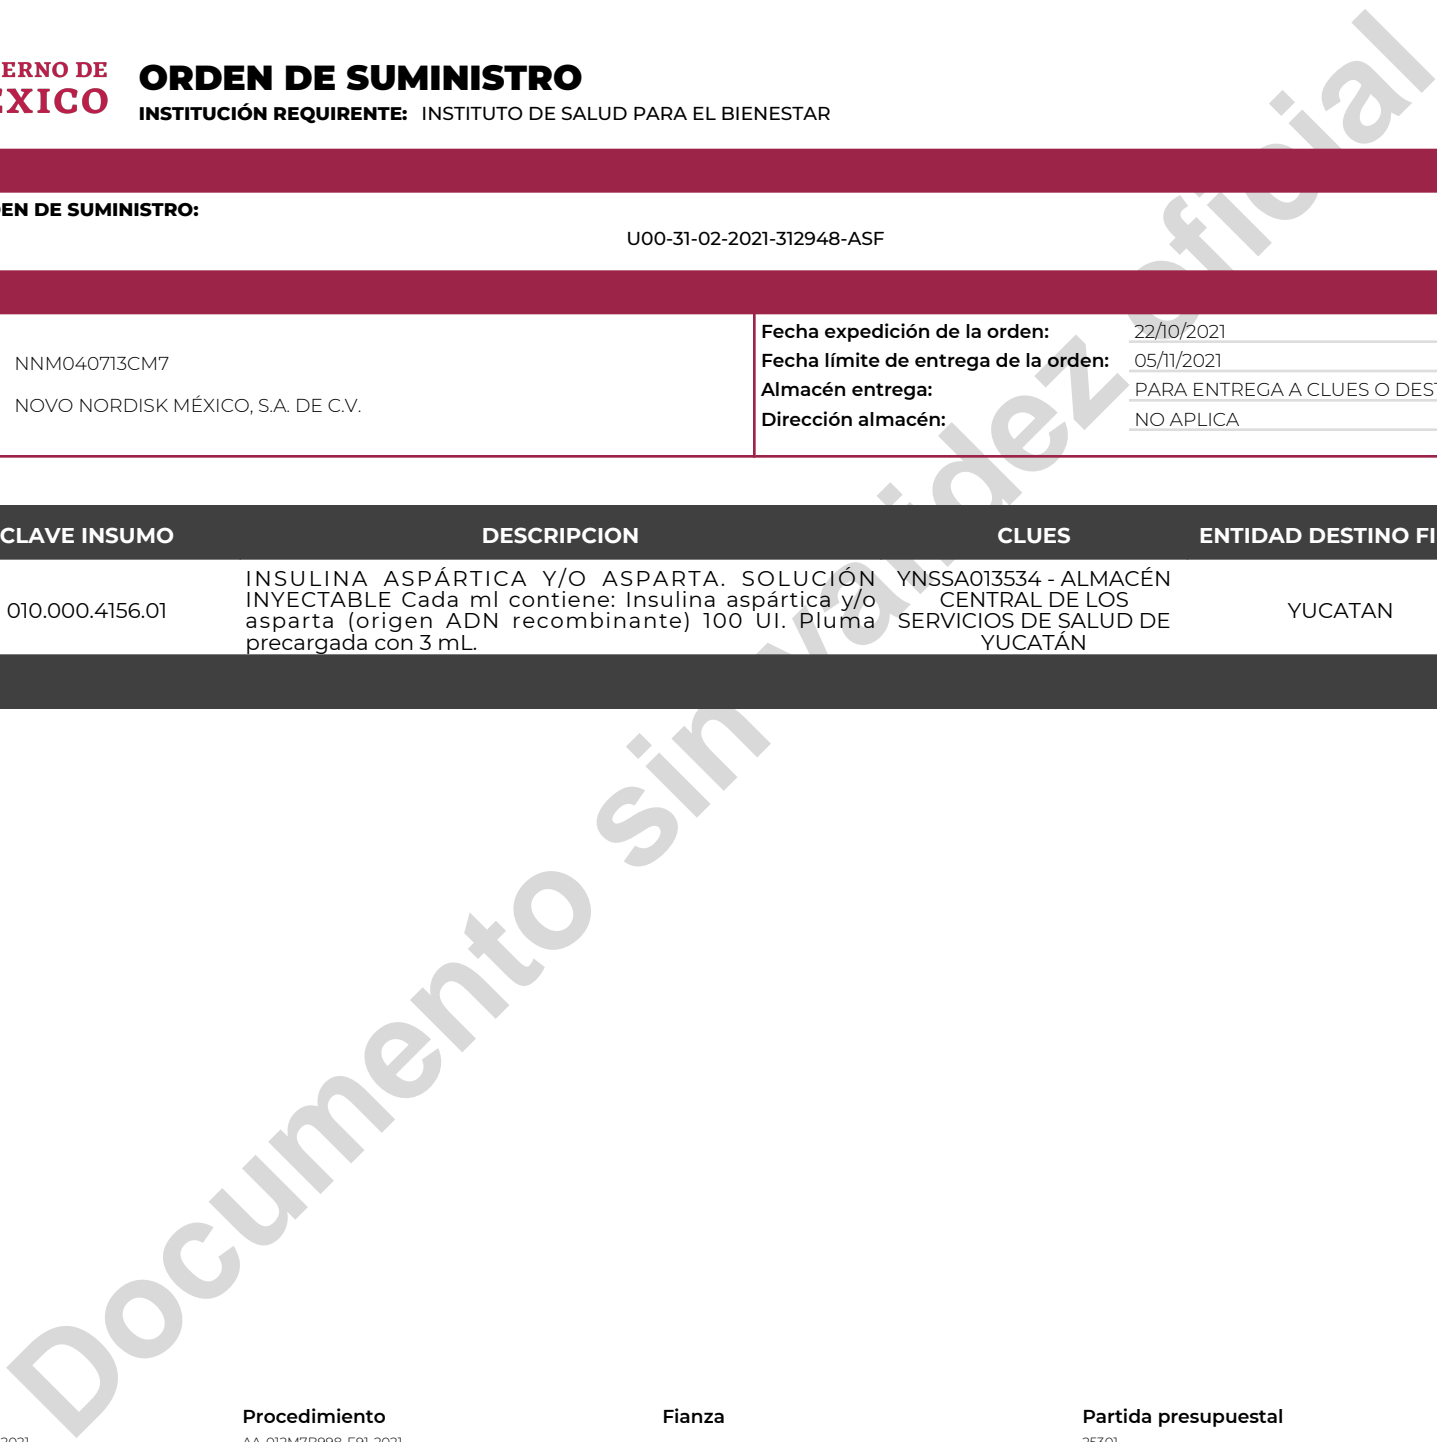 ERNO DE
ORDEN DE SUMINISTRO
INSTITUCIÓN REQUIRENTE: INSTITUTO DE SALUD PARA EL BIENESTAR
EN DE SUMINISTRO:
U00-31-02-2021-312948-ASF
NNM040713CM7
NOVO NORDISK MÉXICO, S.A. DE C.V.
Fecha expedición de la orden: 22/10/2021
Fecha límite de entrega de la orden: 05/11/2021
Almacén entrega: PARA ENTREGA A CLUES O DEST
Dirección almacén: NO APLICA
CLAVE INSUMO DESCRIPCION CLUES ENTIDAD DESTINO FI
010.000.4156.01
INSULINA ASPÁRTICA Y/O ASPARTA. SOLUCIÓN
INYECTABLE Cada ml contiene: Insulina aspártica y/o
asparta (origen ADN recombinante) 100 UI. Pluma
precargada con 3 mL.
YNSSA013534 - ALMACÉN
CENTRAL DE LOS
SERVICIOS DE SALUD DE
YUCATÁN
YUCATAN
Documento sin validez oficial
Procedimiento Fianza Partida presupuestal